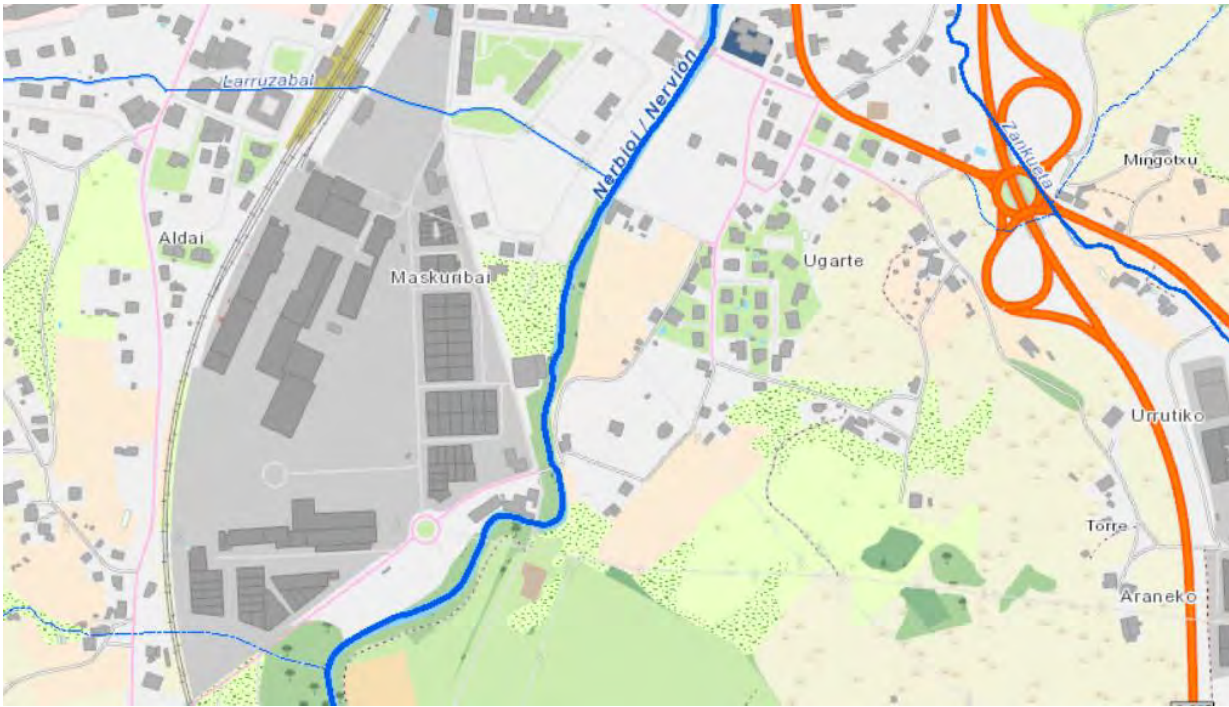 Larruzabal
Nerbioi / Nervión
Zankueta
Mingotxu
Aldai
Maskuribai
Ugarte
Urrutiko
Torre
Araneko